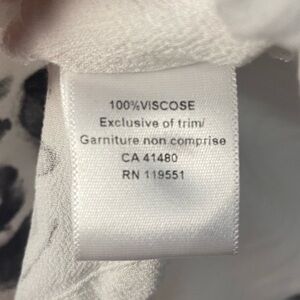 100%VISCOSE
Exclusive of trim/
Garniture non comprise
CA 41480
RN 119551